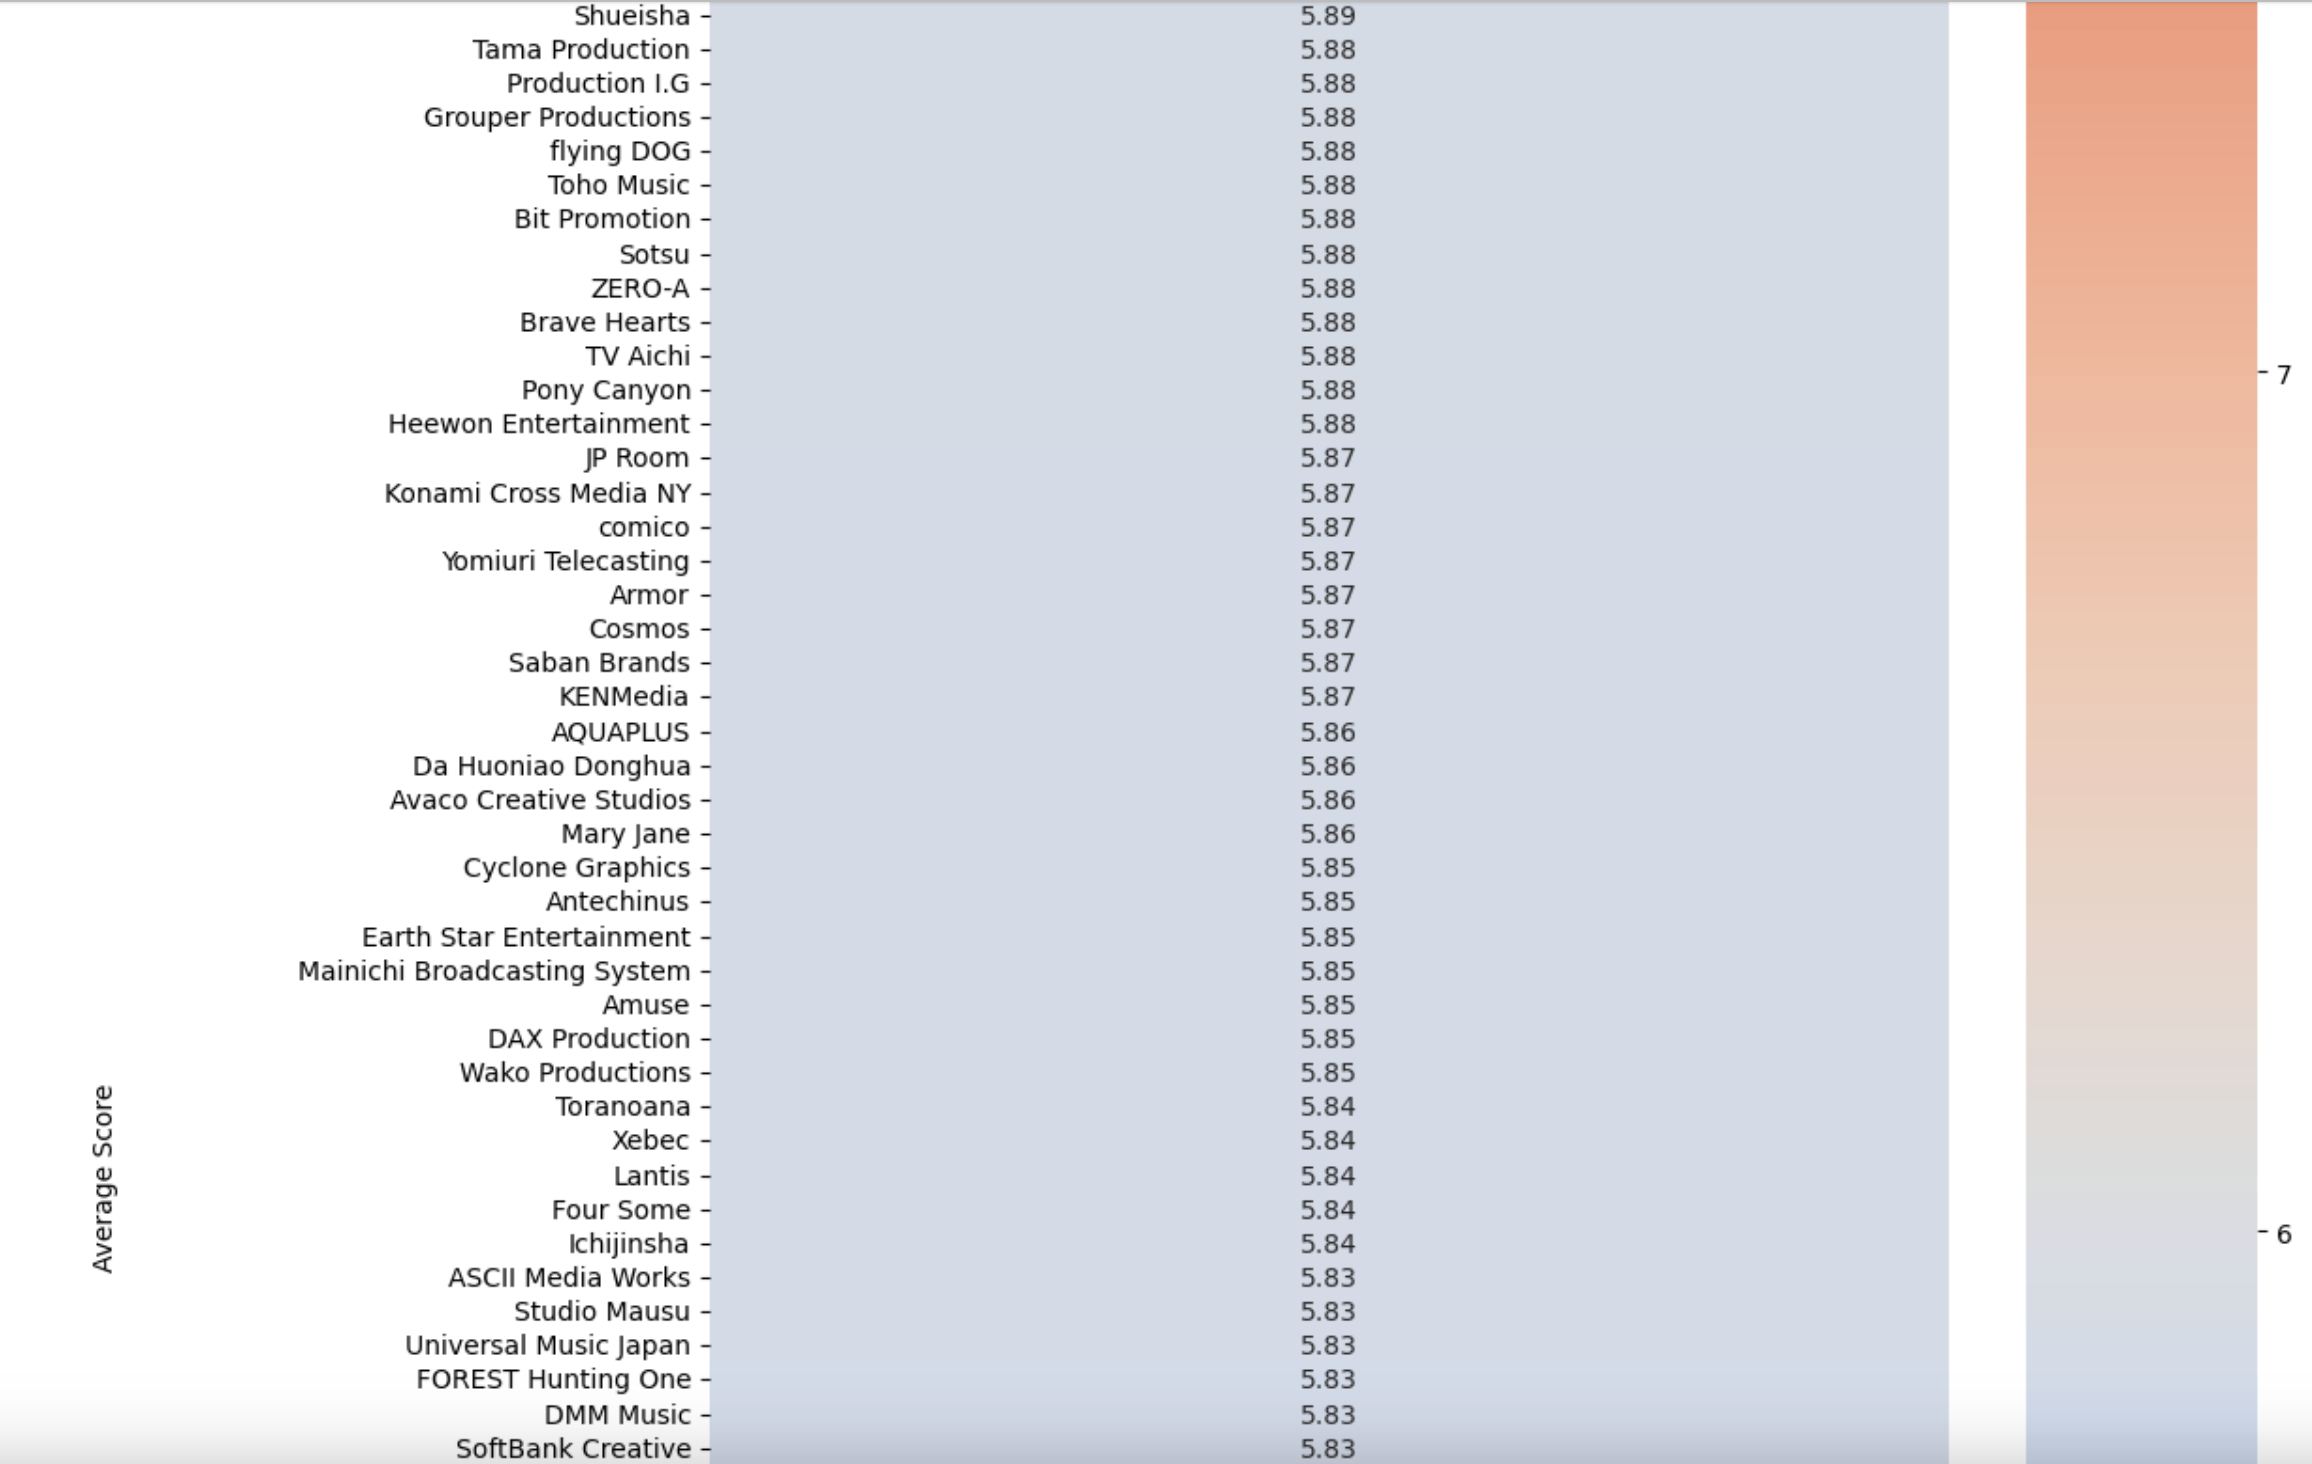 Shueisha 5.89
Tama Production 5.88
Production I.G 5.88
Grouper Productions 5.88
flying DOG 5.88
Toho Music 5.88
Bit Promotion 5.88
Sotsu 5.88
ZERO-A 5.88
Brave Hearts 5.88
TV Aichi 5.88
7
Pony Canyon 5.88
Heewon Entertainment 5.88
JP Room 5.87
Konami Cross Media NY 5.87
comico 5.87
Yomiuri Telecasting 5.87
Armor 5.87
Cosmos 5.87
Saban Brands 5.87
KENMedia 5.87
AQUAPLUS 5.86
Da Huoniao Donghua 5.86
Avaco Creative Studios 5.86
Mary Jane 5.86
Cyclone Graphics 5.85
Antechinus 5.85
Earth Star Entertainment 5.85
Mainichi Broadcasting System 5.85
Amuse 5.85
DAX Production 5.85
Wako Productions 5.85
Toranoana 5.84
Xebec 5.84
Lantis 5.84
Average Score
Four Some 5.84
6
Ichijinsha 5.84
ASCII Media Works 5.83
Studio Mausu 5.83
Universal Music Japan 5.83
FOREST Hunting One 5.83
DMM Music 5.83
SoftBank Creative 5.83